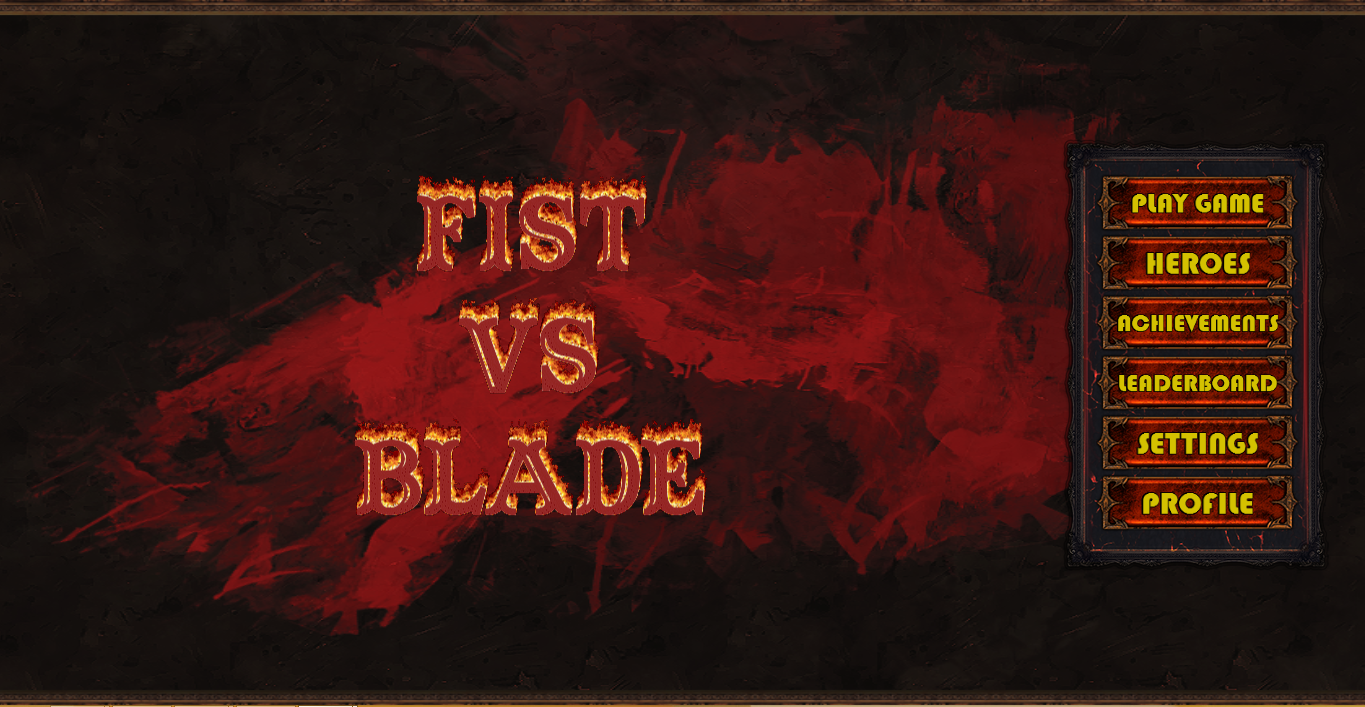 FIST
VS
BLADE
PLAY GAME
HEROES
ACHIEVEMENTS
LEADERBOARD
SETTINGS
PROFILE